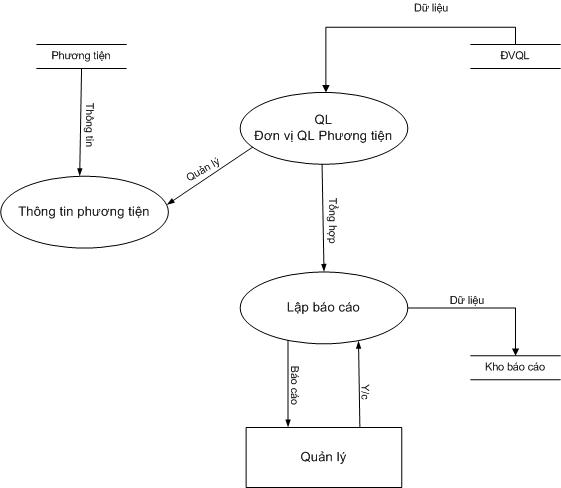 Dữ liệu
Phương tiện
ĐVQL
Thông tin
QL
Đơn vị QL Phương tiện
Quản lý
Thông tin phương tiện
Tổng hợp
Lập báo cáo
Dữ liệu
Kho báo cáo
Báo cáo
Y/c
Quản lý